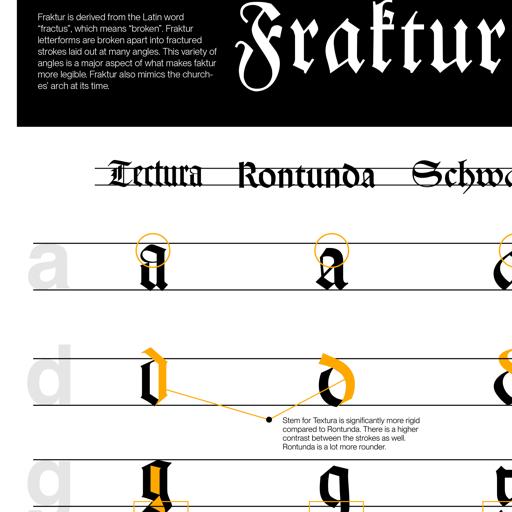 Fraktur is derived from the Latin word
“fractus”, which means “broken”. Fraktur
letterforms are broken apart into fractured
strokes laid out at many angles. This variety of
angles is a major aspect of what makes faktur
more legible. Fraktur also mimics the church-
es’ arch at its time.
Fraktur
Tectura Rontunda Schwa
a a a
d d d
Stem for Textura is significantly more rigid
compared to Rontunda. There is a higher
contrast between the strokes as well.
Rontunda is a lot more rounder.
g g g